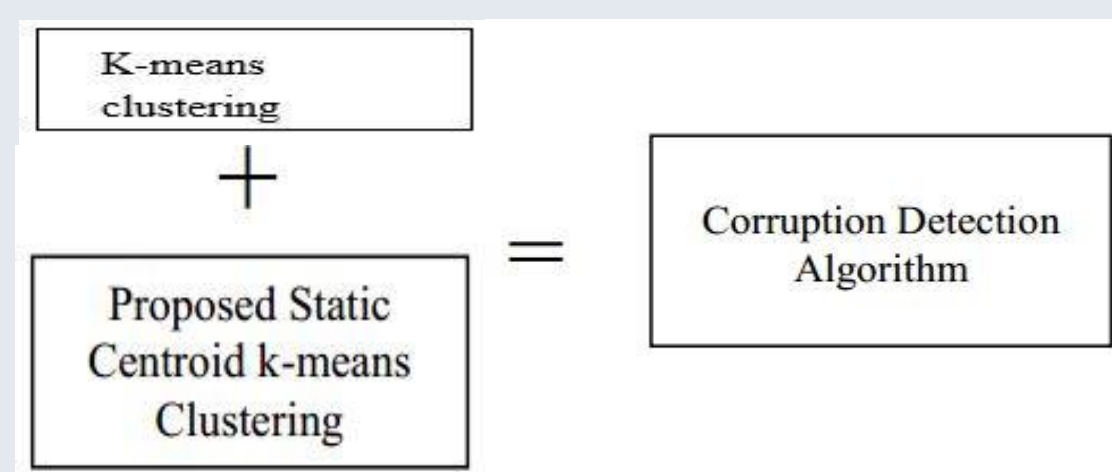 K-means
clustering
+
Proposed Static
Centroid k-means
Clustering
=
Corruption Detection
Algorithm